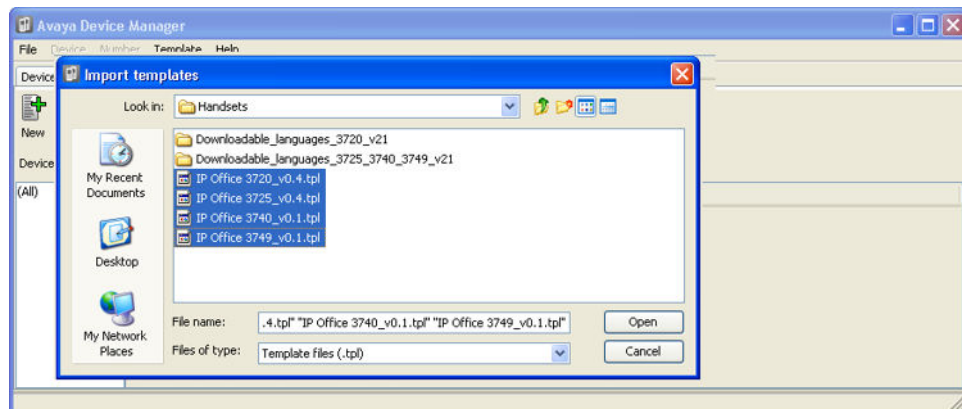 Avaya Device Manager
File Device Number Template Help
Device
Import templates
Look in: Handsets
New
Device
(All)
My Recent Documents
Desktop
My Network Places
Downloadable_languages_3720_v21
Downloadable_languages_3725_3740_3749_v21
IP Office 3720_v0.4.tpl
IP Office 3725_v0.4.tpl
IP Office 3740_v0.1.tpl
IP Office 3749_v0.1.tpl
File name: .4.tpl" "IP Office 3740_v0.1.tpl" "IP Office 3749_v0.1.tpl" Open
Files of type: Template files (.tpl) Cancel